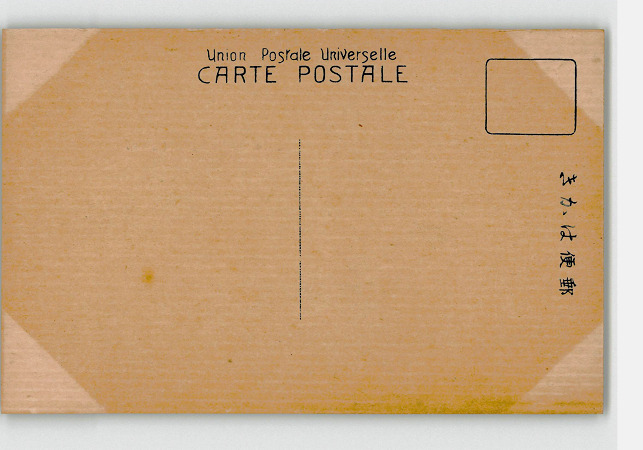 Union Postale Universelle
CARTE POSTALE
きがは便郵